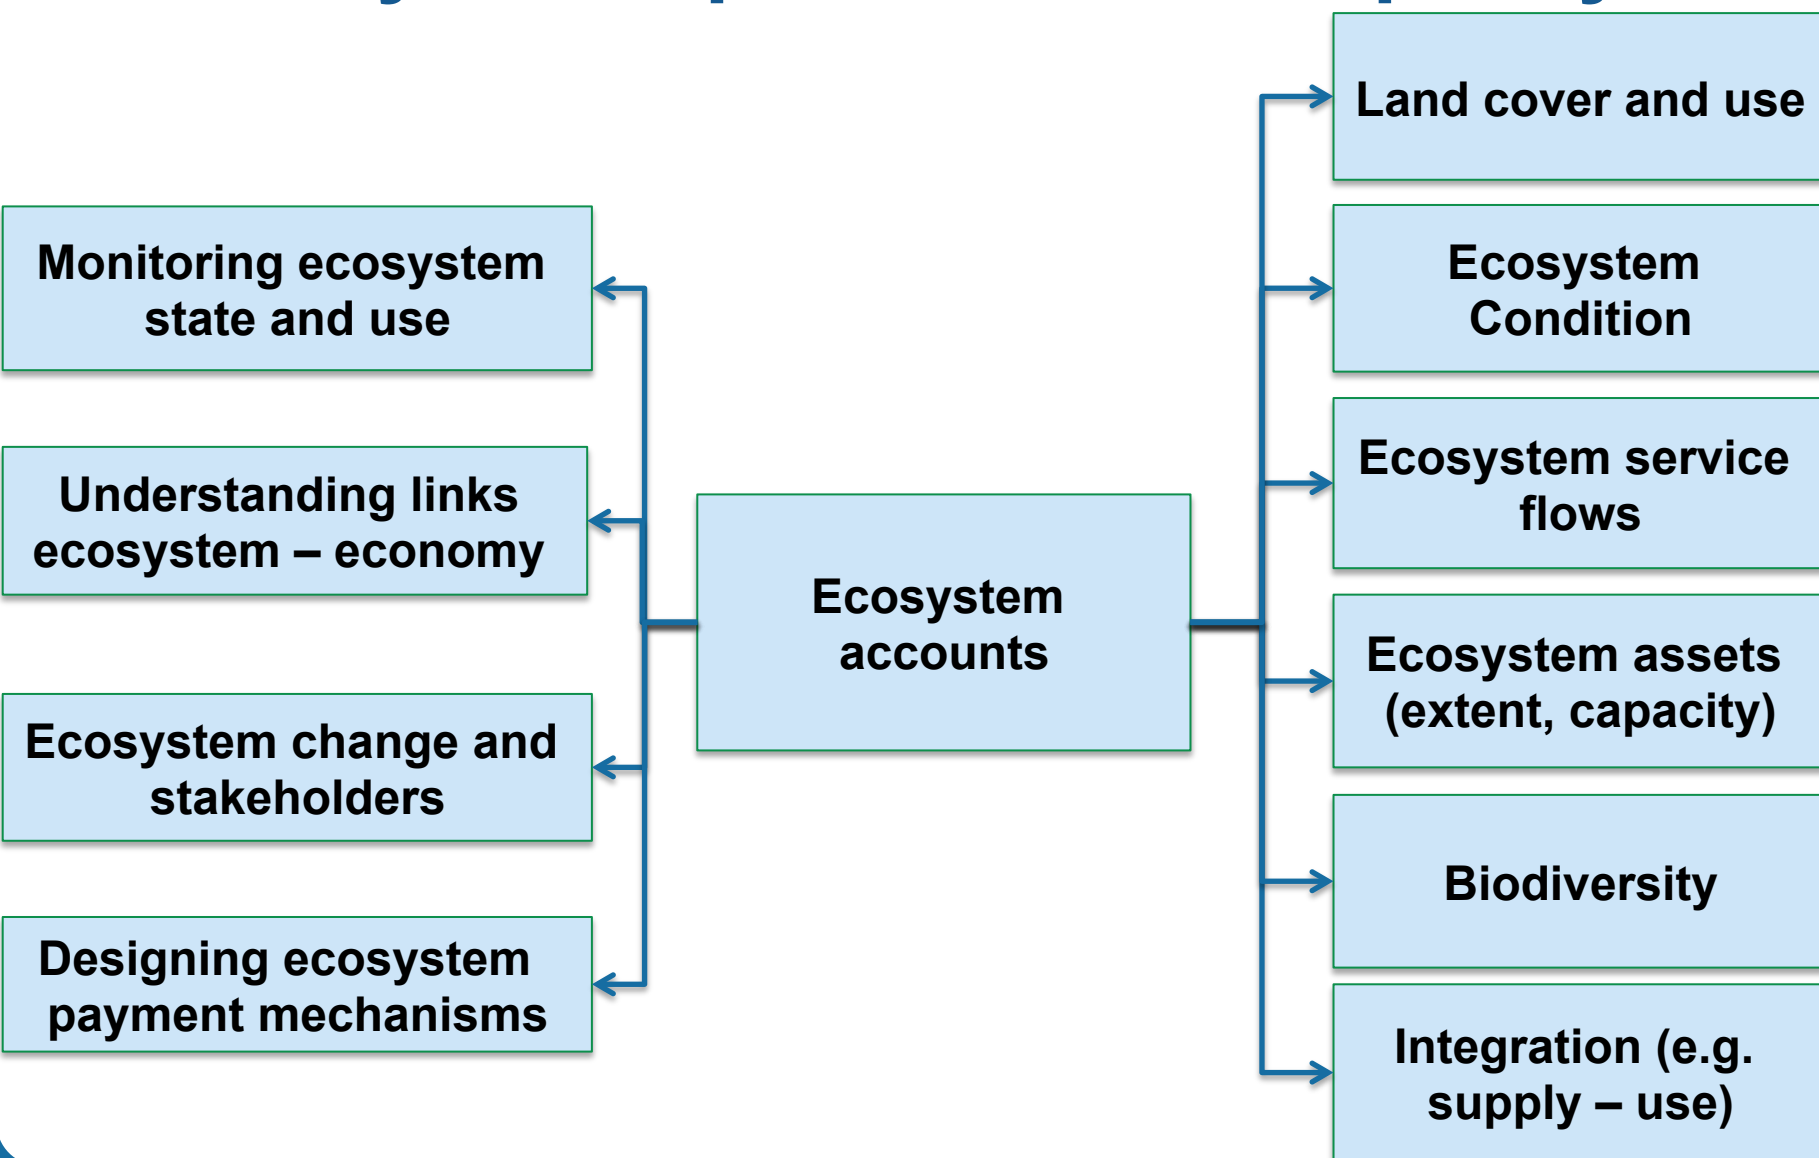 Land cover and use
Monitoring ecosystem
state and use
Ecosystem
Condition
Understanding links
ecosystem – economy
Ecosystem service
flows
Ecosystem
accounts
Ecosystem change and
stakeholders
Ecosystem assets
(extent, capacity)
Designing ecosystem
payment mechanisms
Biodiversity
Integration (e.g.
supply – use)